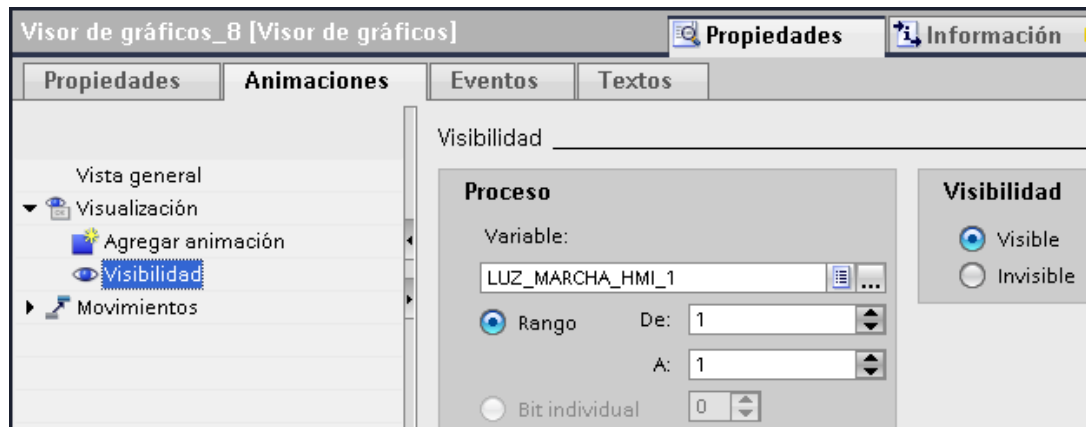 Visor de gráficos_8 [Visor de gráficos]
Propiedades
Información
Propiedades
Animaciones
Eventos
Textos
Vista general
Visualización
Agregar animación
Visibilidad
Movimientos
Visibilidad
Proceso
Variable:
LUZ_MARCHA_HMI_1
...
Rango De: 1
A: 1
Bit individual 0
Visibilidad
Visible
Invisible